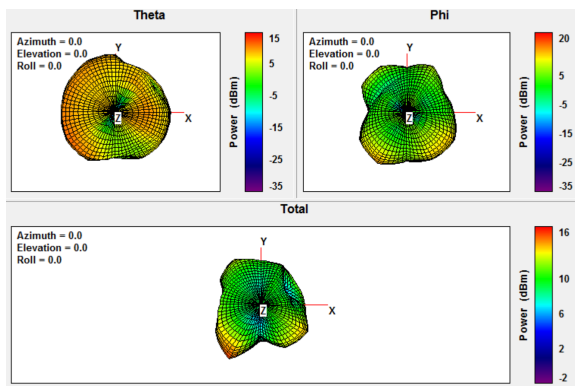 Theta
Azimuth = 0.0
Elevation = 0.0
Roll = 0.0
Y
Z
X
15
5
-5
-15
-25
-35
Power (dBm)
Phi
Azimuth = 0.0
Elevation = 0.0
Roll = 0.0
Y
Z
X
20
5
-5
-15
-25
-35
Power (dBm)
Total
Azimuth = 0.0
Elevation = 0.0
Roll = 0.0
Y
Z
X
16
10
6
2
-2
Power (dBm)